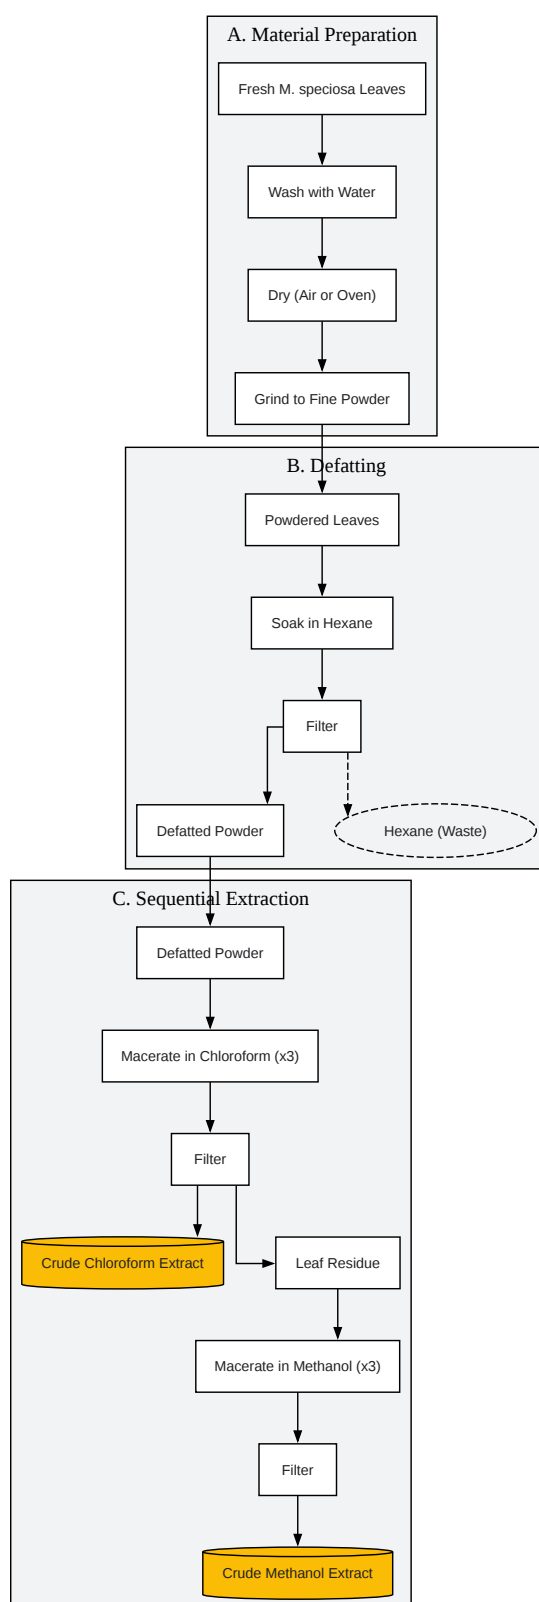 A. Material Preparation
Fresh M. speciosa Leaves
Wash with Water
Dry (Air or Oven)
Grind to Fine Powder
B. Defatting
Powdered Leaves
Soak in Hexane
Filter
Defatted Powder
Hexane (Waste)
C. Sequential Extraction
Defatted Powder
Macerate in Chloroform (x3)
Filter
Crude Chloroform Extract
Leaf Residue
Macerate in Methanol (x3)
Filter
Crude Methanol Extract